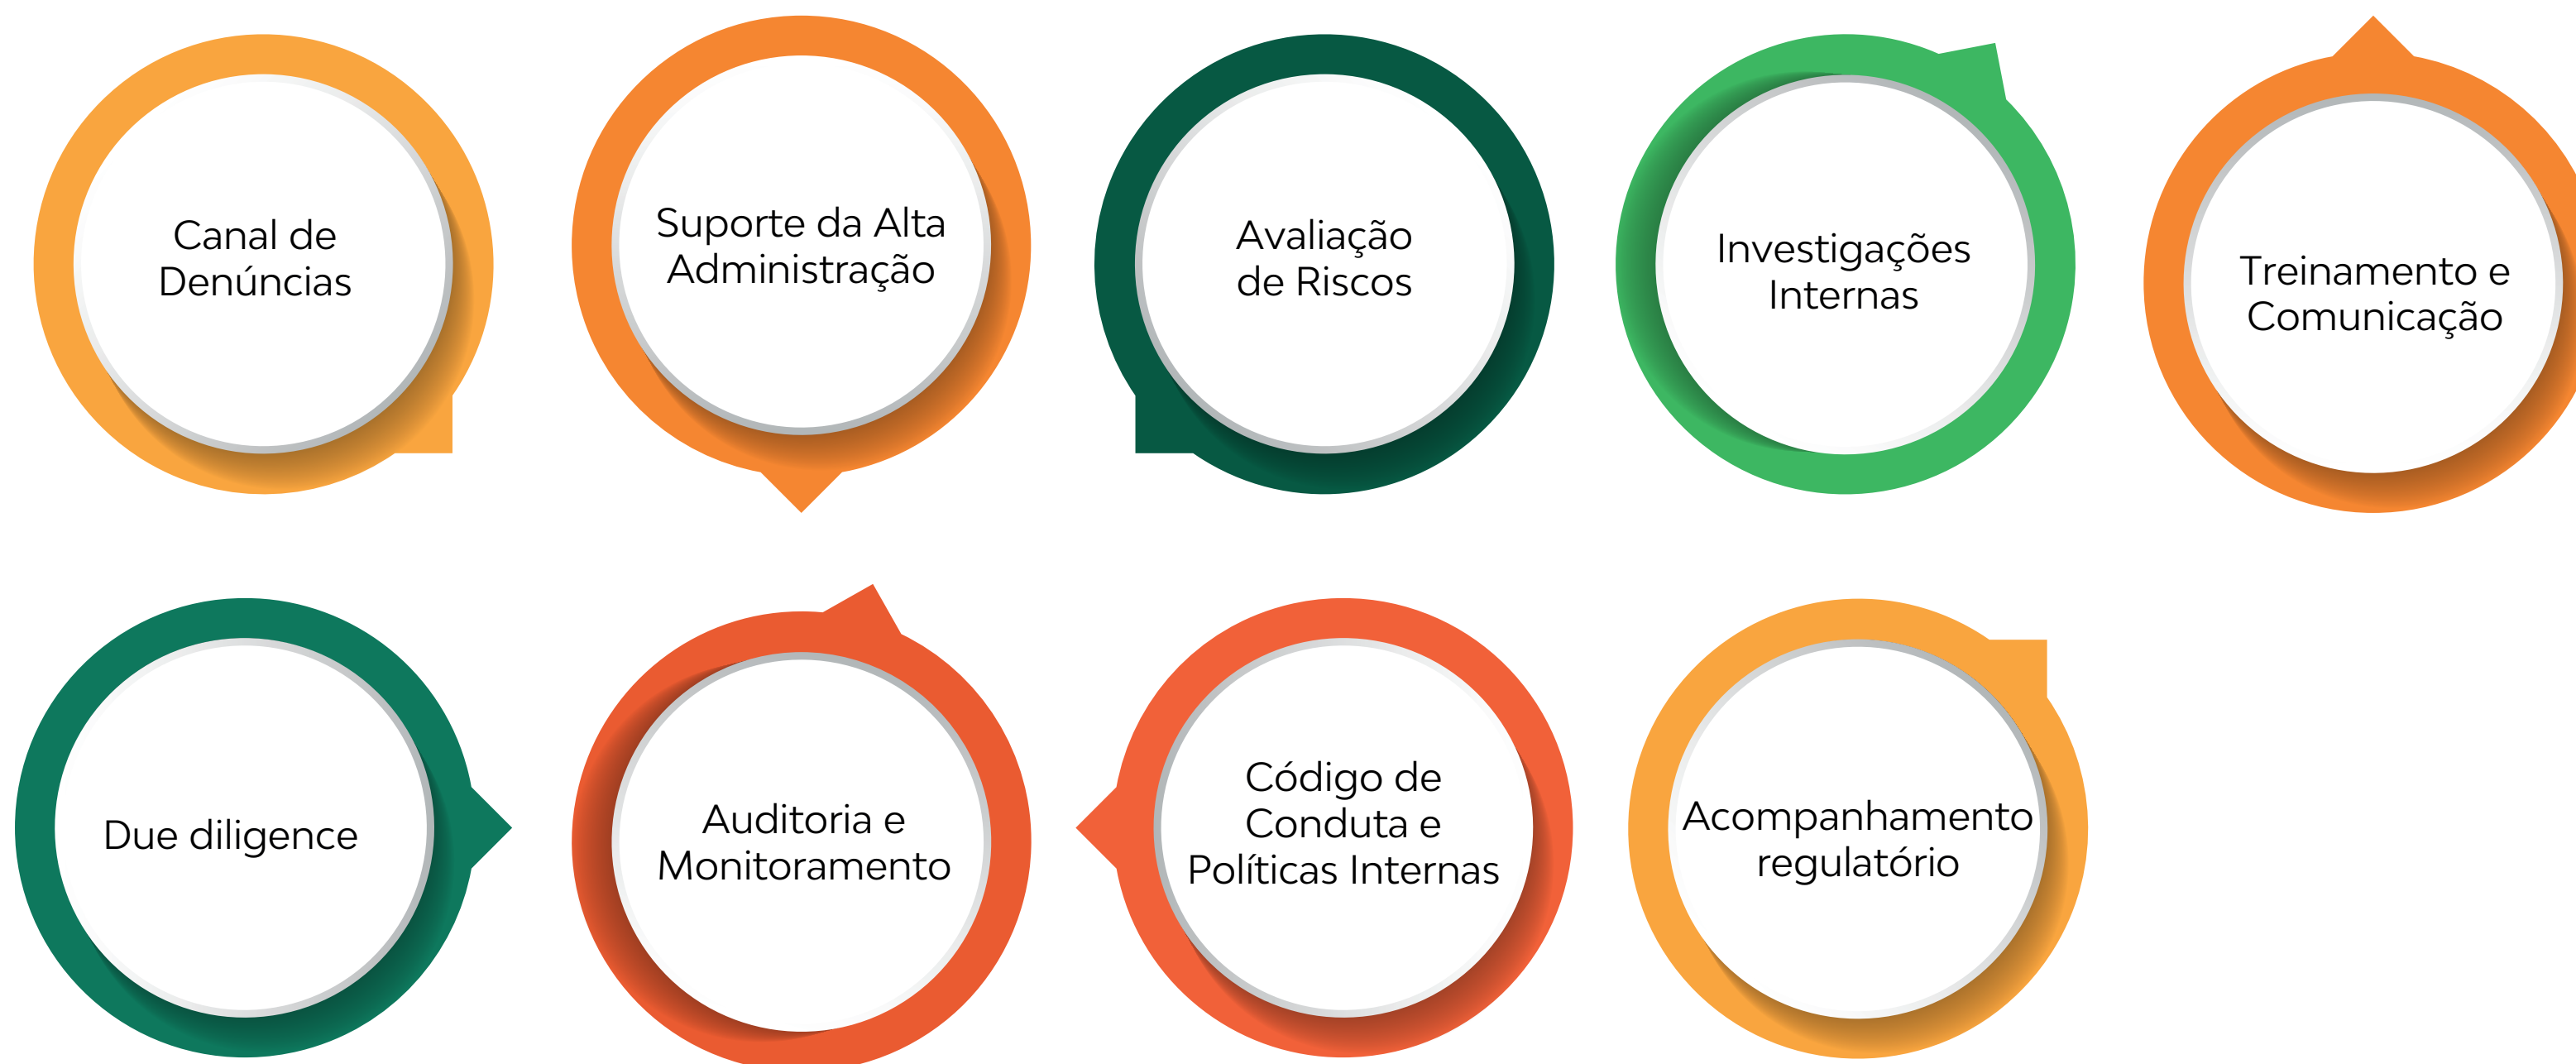 Canal de
Denúncias
Suporte da Alta
Administração
Avaliação
de Riscos
Investigações
Internas
Treinamento e
Comunicação
Due diligence
Auditoria e
Monitoramento
Código de
Conduta e
Políticas Internas
Acompanhamento
regulatório